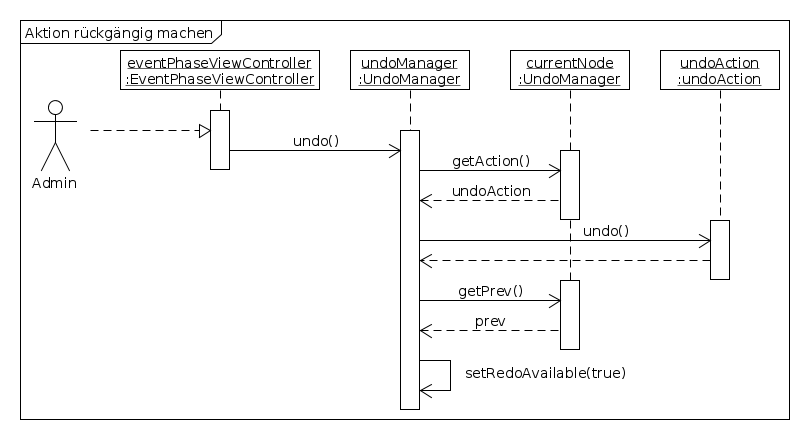 Aktion rückgängig machen
eventPhaseViewController
:EventPhaseViewController
undoManager
:UndoManager
currentNode
:UndoManager
undoAction
:undoAction
Admin
undo()
getAction()
undoAction
undo()
getPrev()
prev
setRedoAvailable(true)